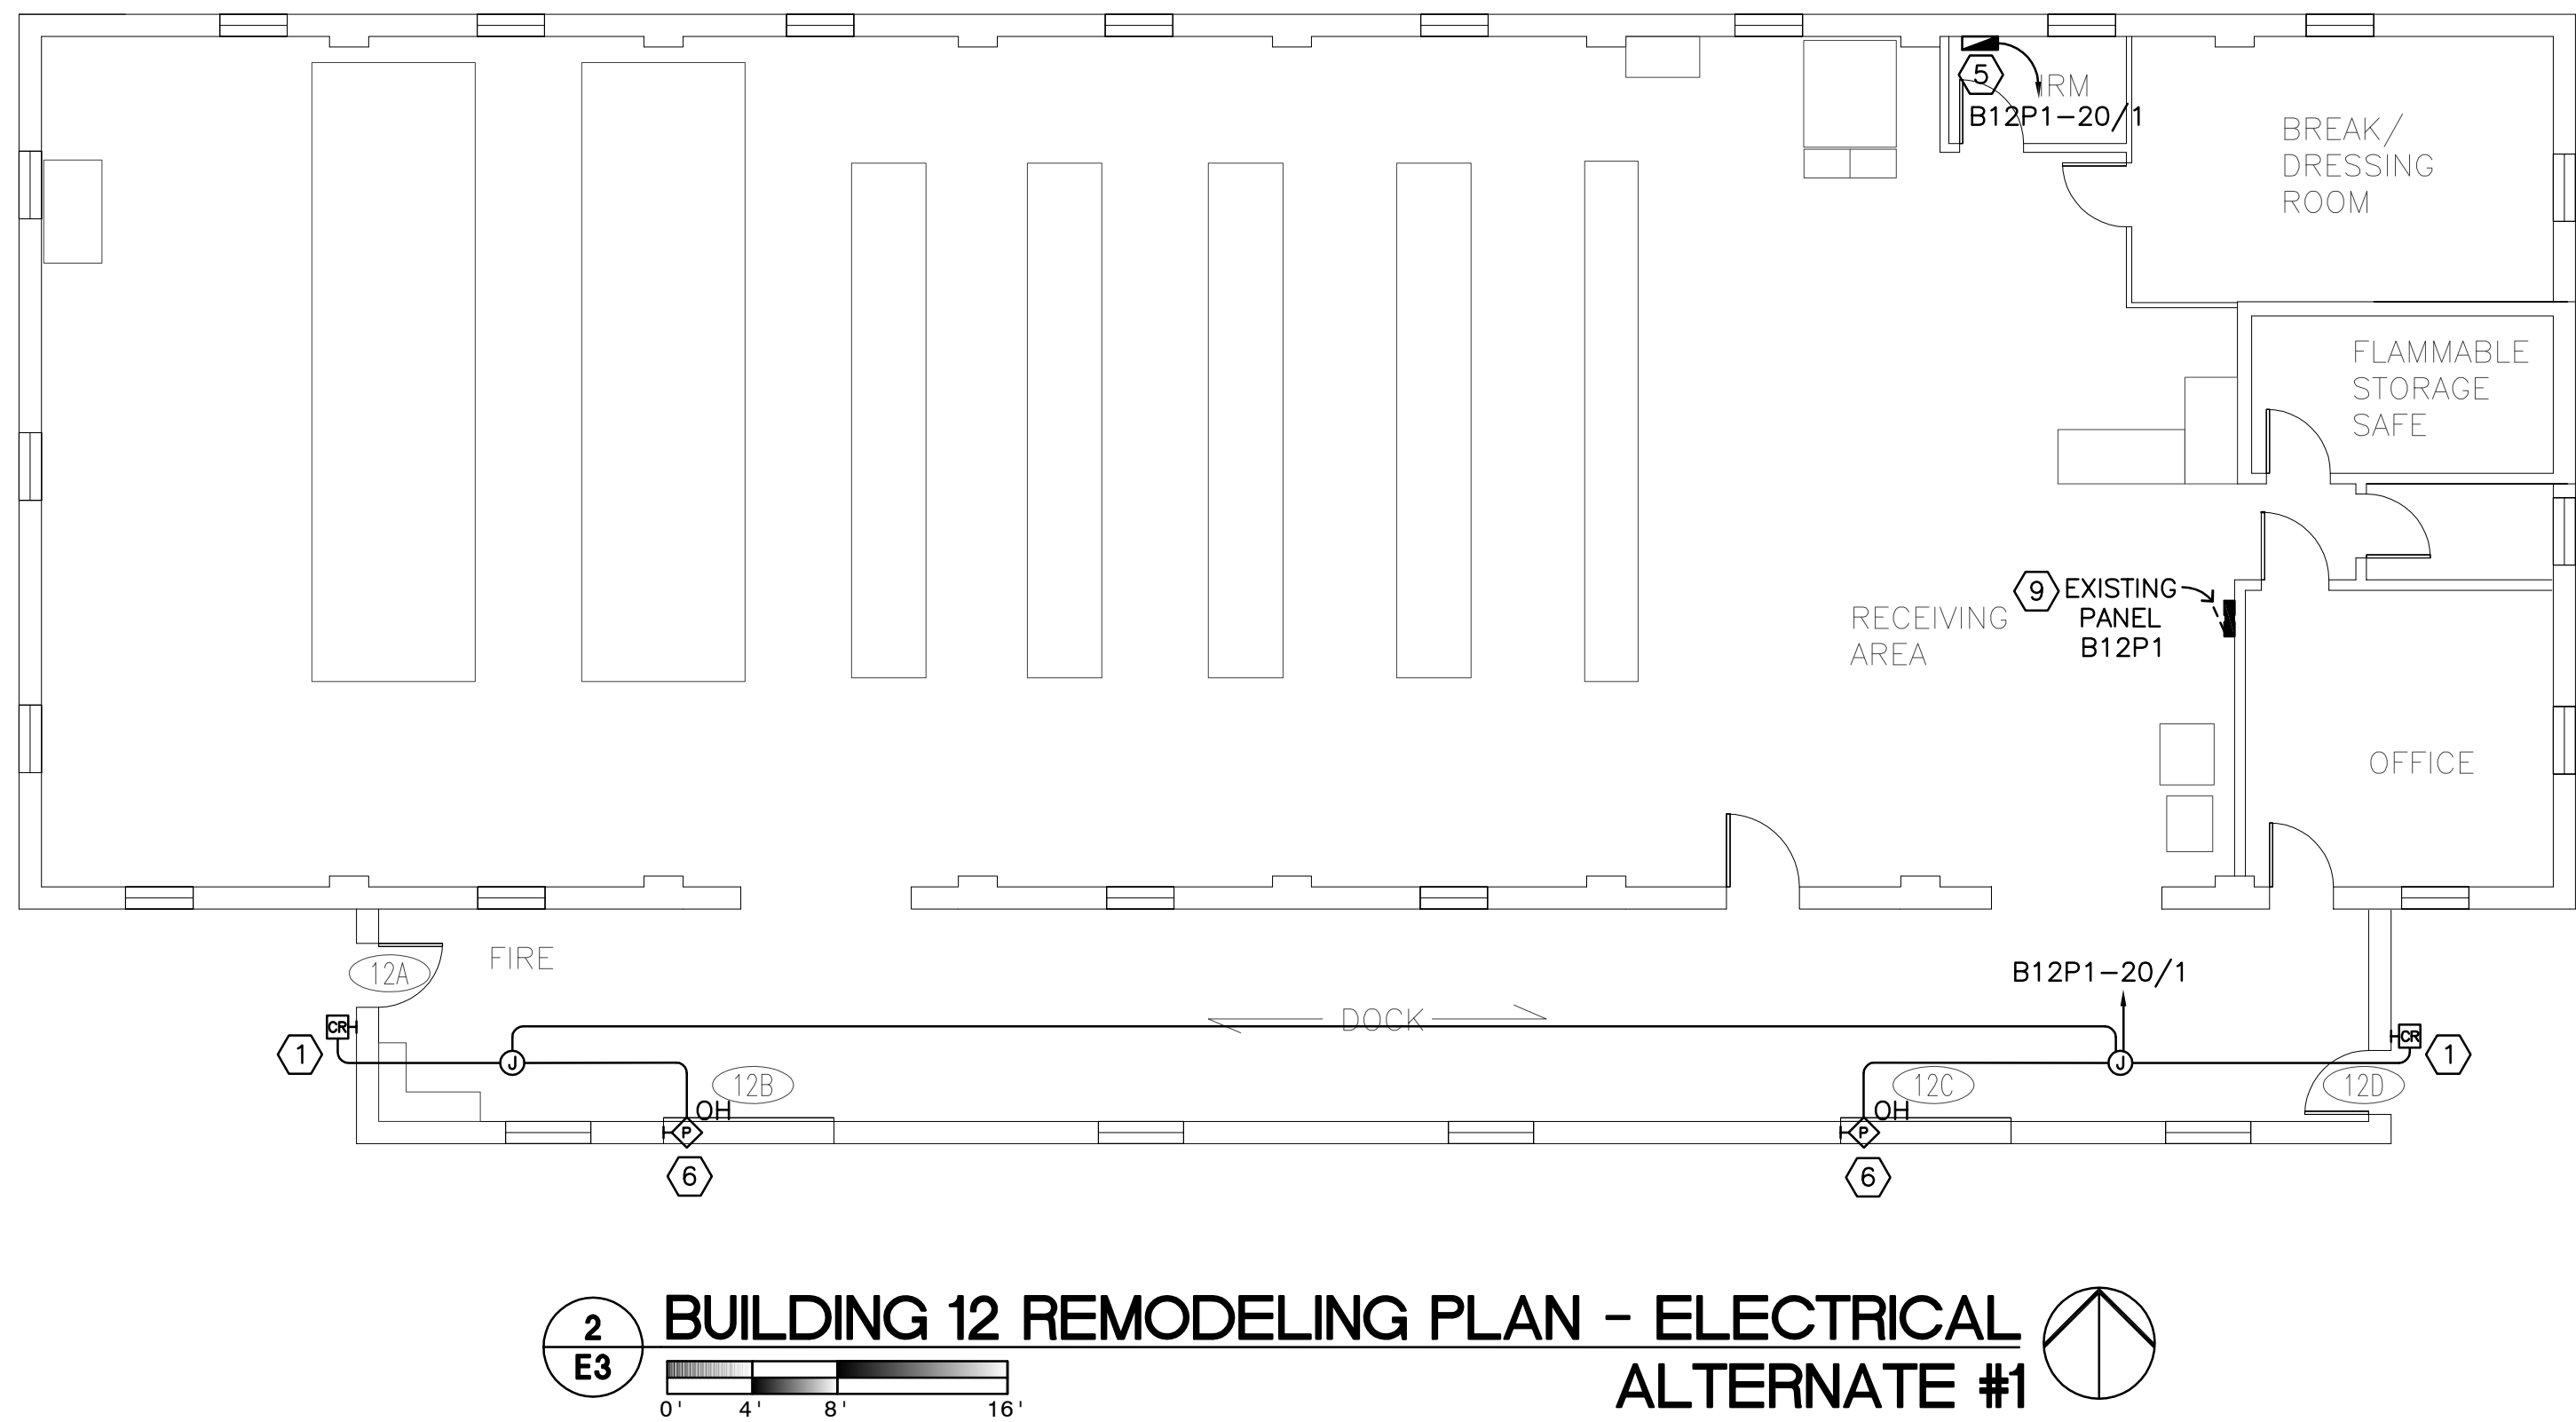 5
IRM
B12P1-20/1
BREAK/
DRESSING
ROOM
FLAMMABLE
STORAGE
SAFE
9
EXISTING
PANEL
B12P1
RECEIVING
AREA
OFFICE
FIRE
12A
B12P1-20/1
DOCK
CR
1
J
12B
OH
P
6
J
12C
OH
P
6
CR
1
12D
2
E3
BUILDING 12 REMODELING PLAN - ELECTRICAL
ALTERNATE #1
0' 4' 8' 16'